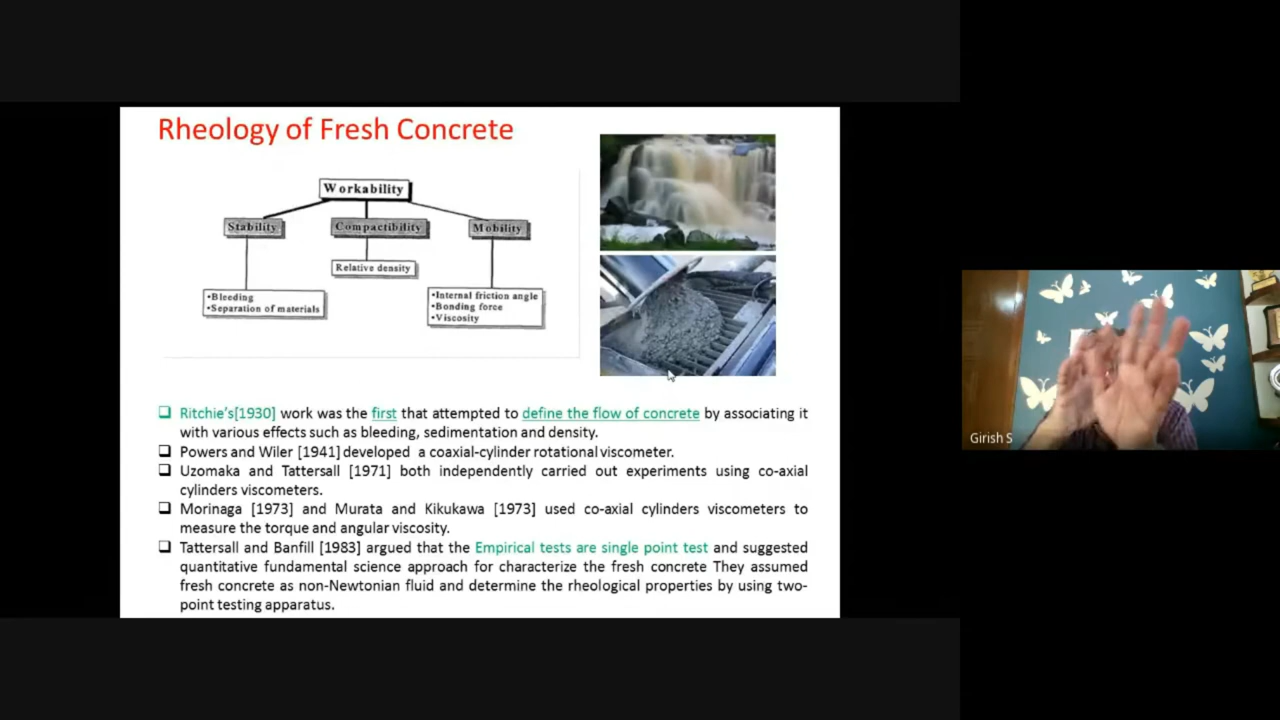 Rheology of Fresh Concrete
Workability
Stability
Compactibility
Mobility
Relative density
•Bleeding
•Separation of materials
•Internal friction angle
•Bonding force
•Viscosity
Ritchie's[1930] work was the first that attempted to define the flow of concrete by associating it
with various effects such as bleeding, sedimentation and density.
Powers and Wiler [1941] developed a coaxial-cylinder rotational viscometer.
Uzomaka and Tattersall [1971] both independently carried out experiments using co-axial
cylinders viscometers.
Morinaga [1973] and Murata and Kikukawa [1973] used co-axial cylinders viscometers to
measure the torque and angular viscosity.
Tattersall and Banfill [1983] argued that the Empirical tests are single point test and suggested
quantitative fundamental science approach for characterize the fresh concrete They assumed
fresh concrete as non-Newtonian fluid and determine the rheological properties by using two-
point testing apparatus.
Girish S